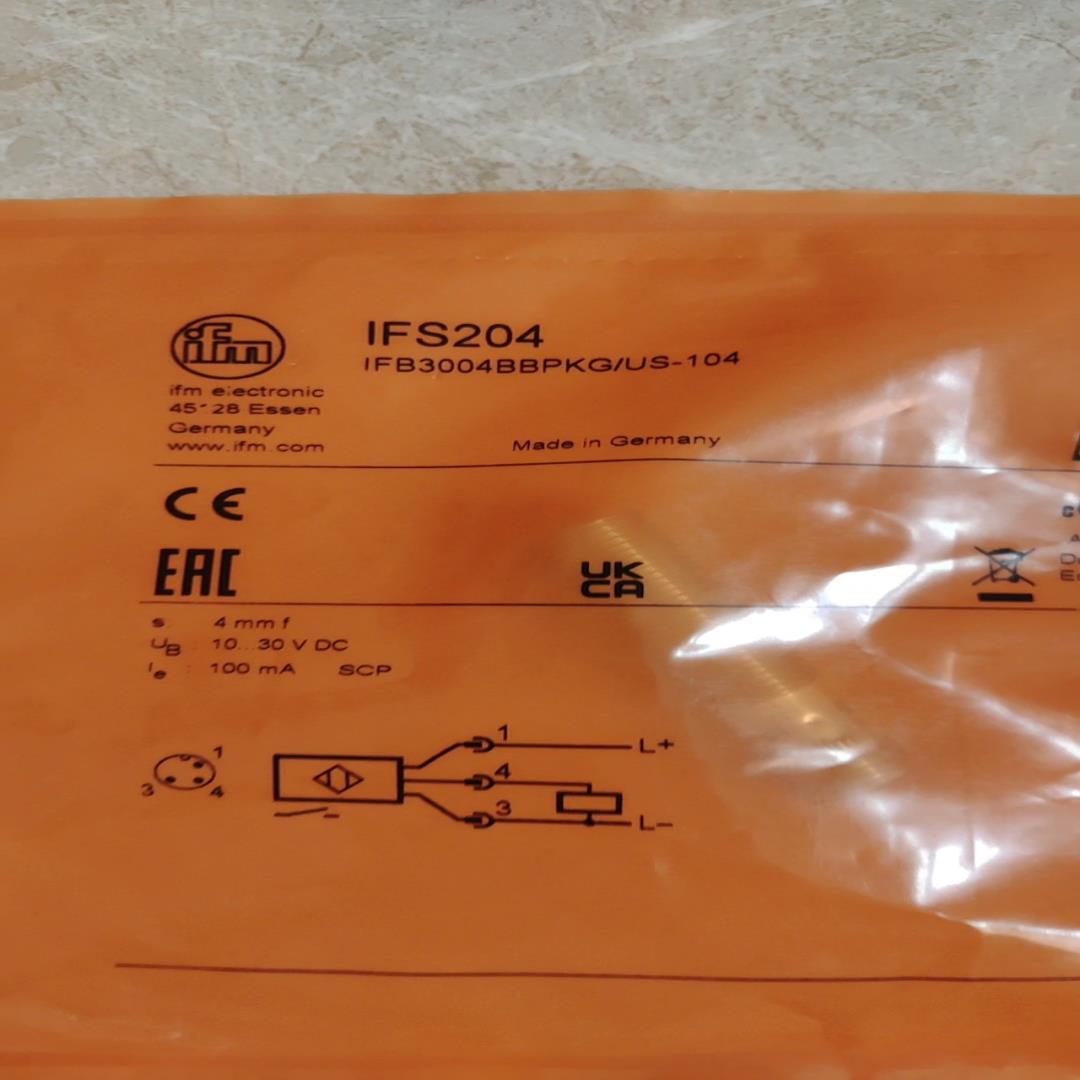 ifm
IFS204
IFB3004BBPKG/US-104
ifm electronic
45128 Essen
Germany
www.ifm.com
Made in Germany
CE
EAC
UK
CA
s: 4 mm f
UB : 10...30 V DC
Ie : 100 mA SCP
1
3 4
1 L+
4
3 L-